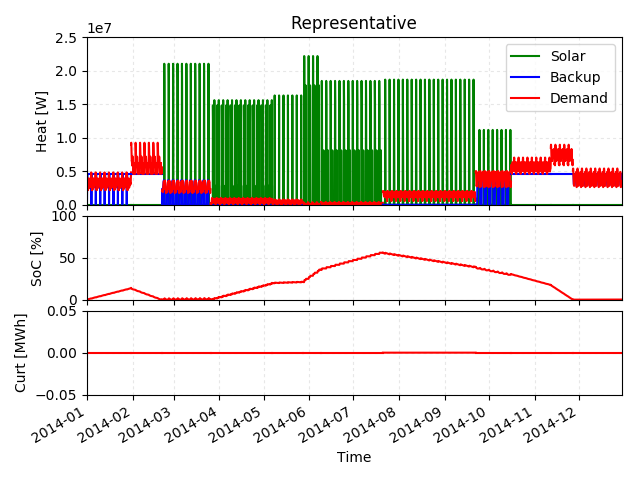 Representative
1e7
Heat [W]
2.5
2.0
1.5
1.0
0.5
0.0
Solar
Backup
Demand
SoC [%]
100
50
0
Curt [MWh]
0.05
0.00
−0.05
2014-01
2014-02
2014-03
2014-04
2014-05
2014-06
2014-07
2014-08
2014-09
2014-10
2014-11
2014-12
Time